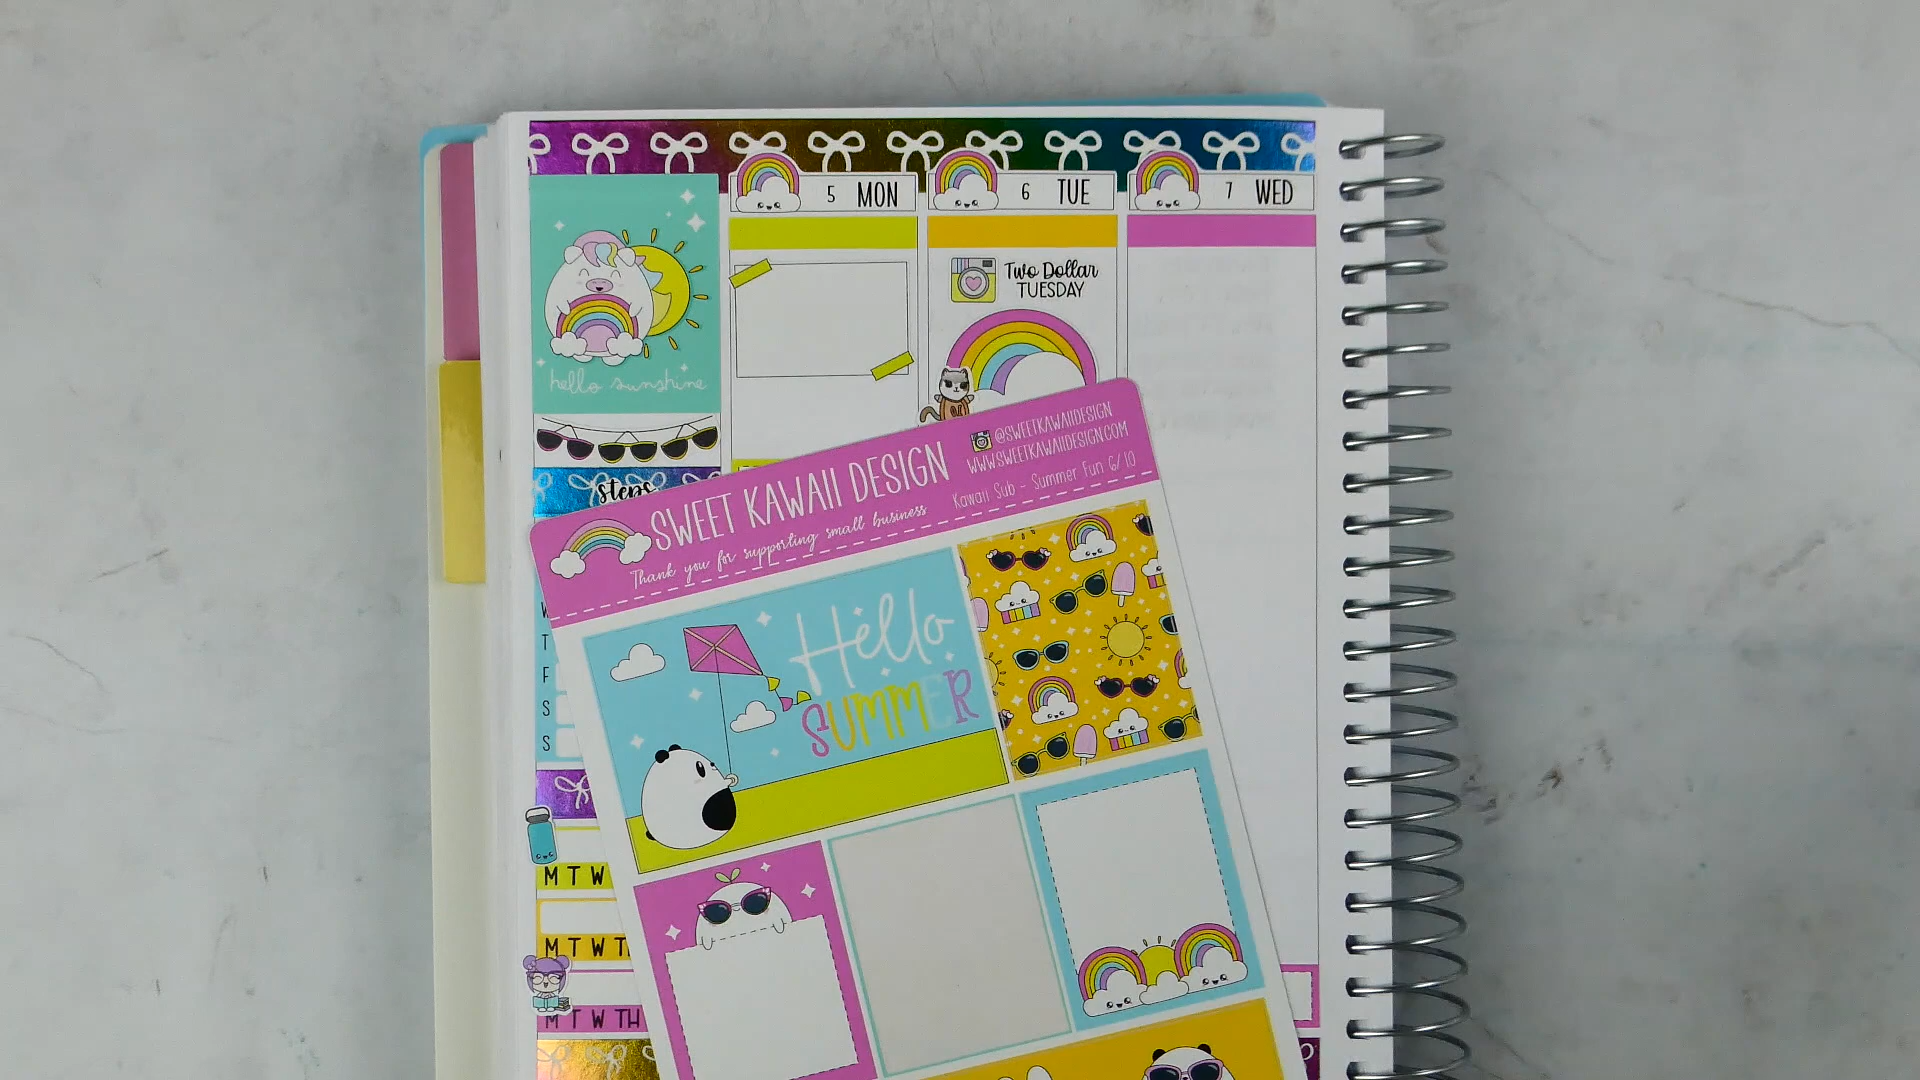 5 MON
6 TUE
7 WED
Two Dollar
TUESDAY
hello sunshine
steps
@SWEETKAWAIIDESIGN
WWW.SWEETKAWAIIDESIGN.COM
SWEET KAWAII DESIGN
Thank you for supporting small business
Kawaii Sub - Summer Fun 6/10
Hello
SUMMER
T
F
S
S
M T W
M T W T
M T W TH